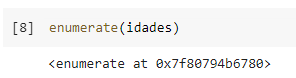 [8] enumerate(idades)
<enumerate at 0x7f80794b6780>